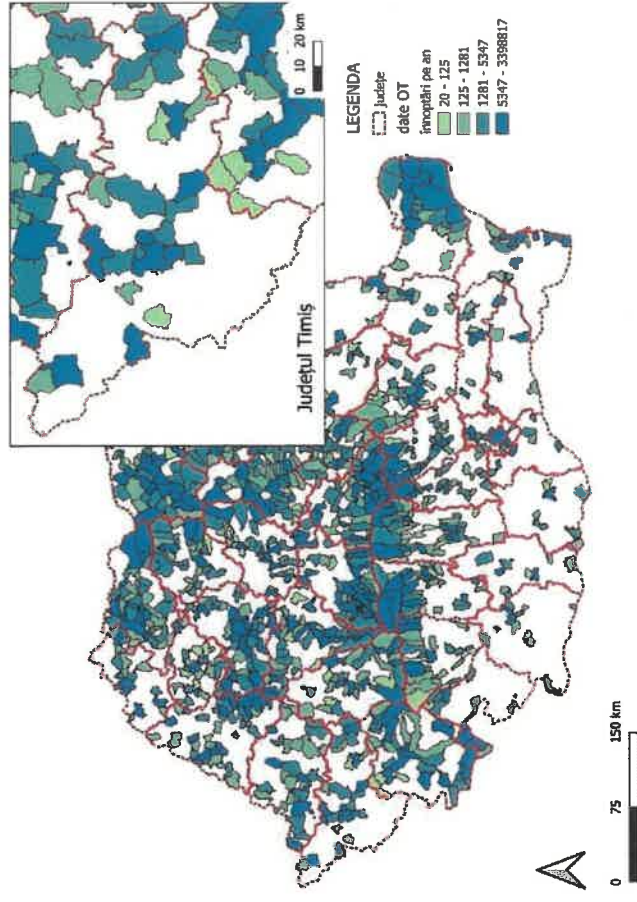 Județul Timiș
0 10 20 km
LEGENDA
Județe
date OT
înnoptări pe an
20 - 125
125 - 1281
1281 - 5347
5347 - 3398817
0 75 150 km